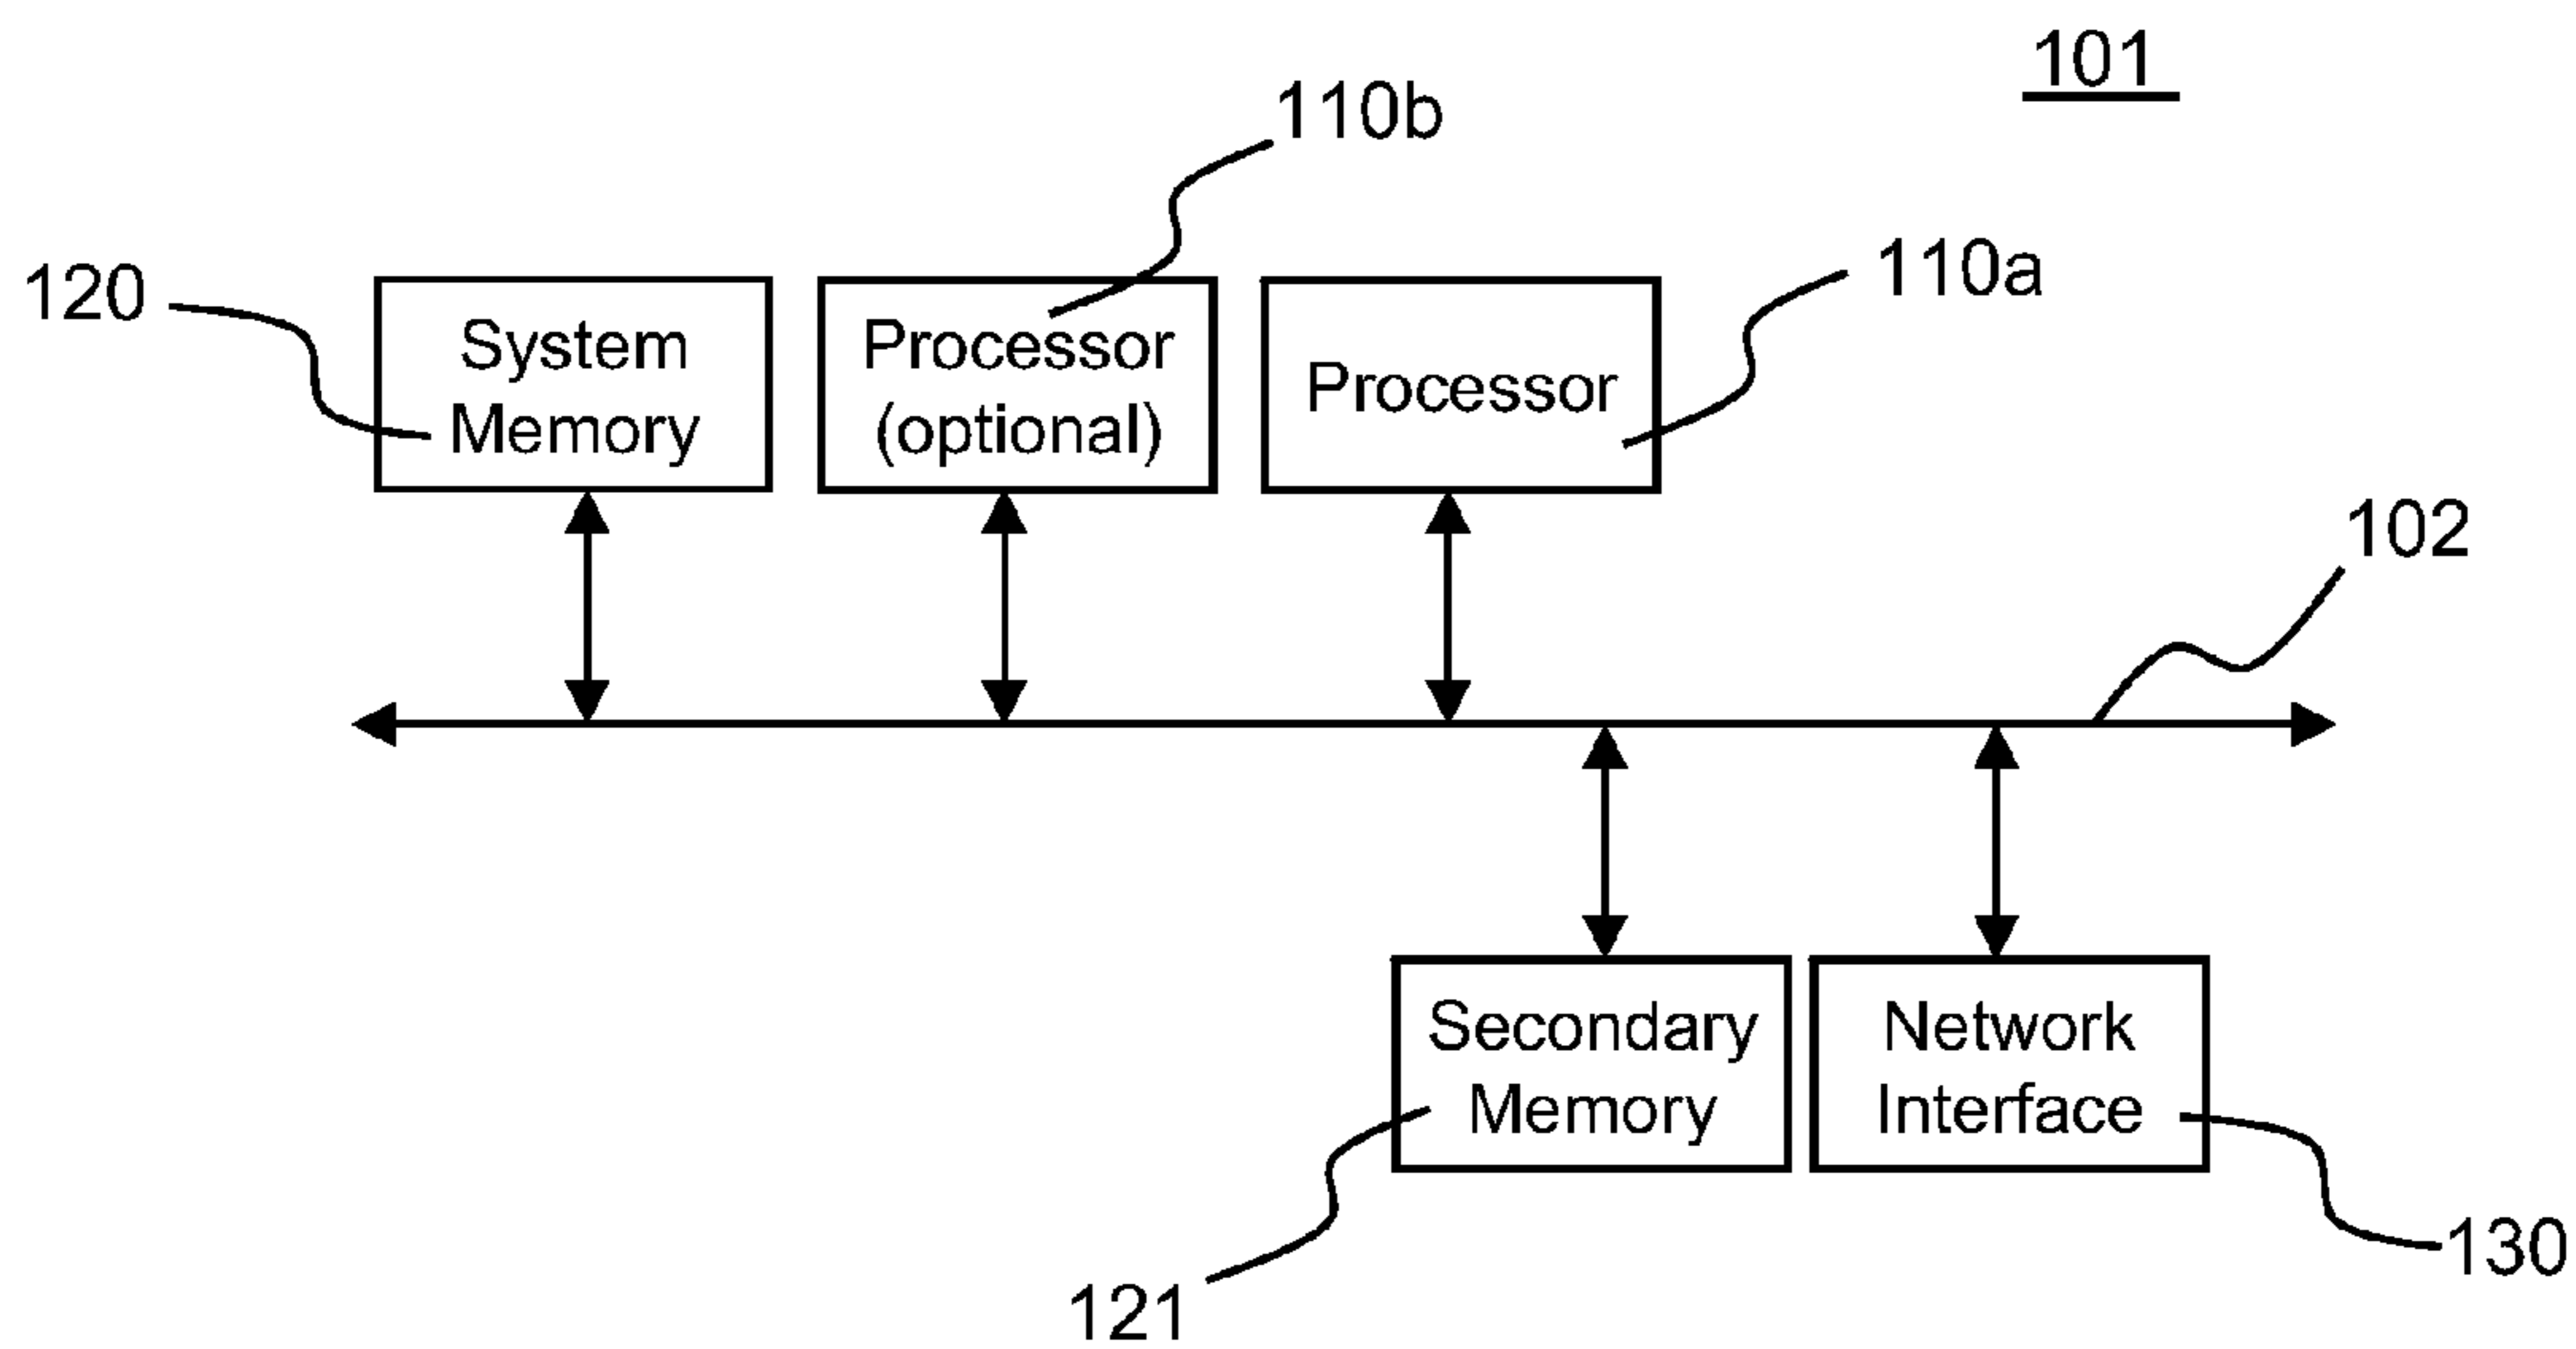 101
110b
110a
120
System
Memory
Processor
(optional)
Processor
102
Secondary
Memory
Network
Interface
121
130